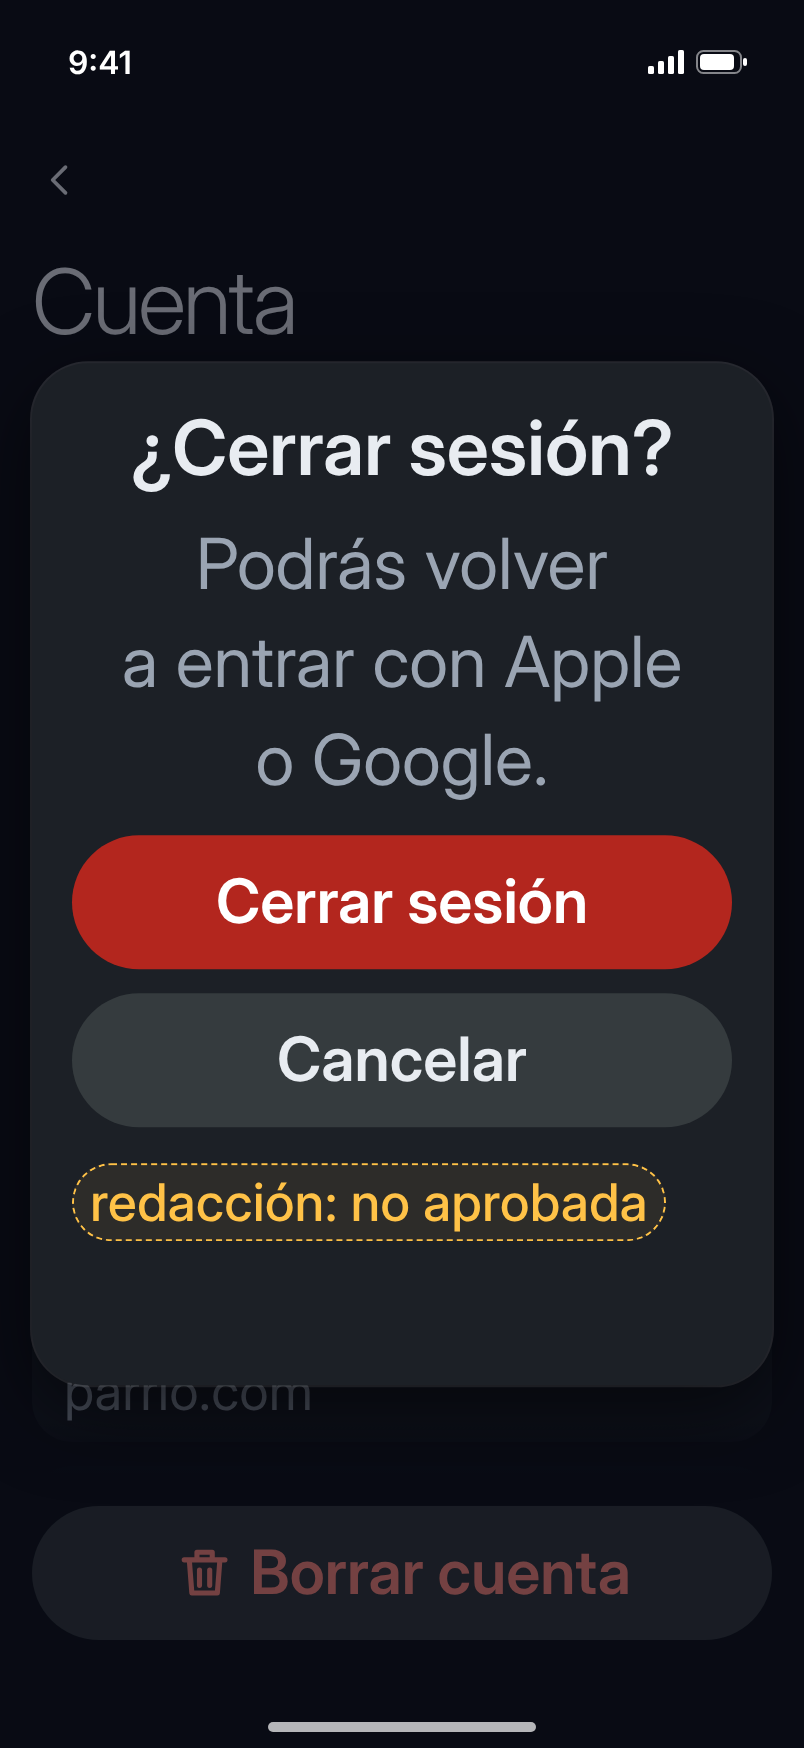 9:41
Cuenta
¿Cerrar sesión?
Podrás volver
a entrar con Apple
o Google.
Cerrar sesión
Cancelar
redacción: no aprobada
parrio.com
Borrar cuenta